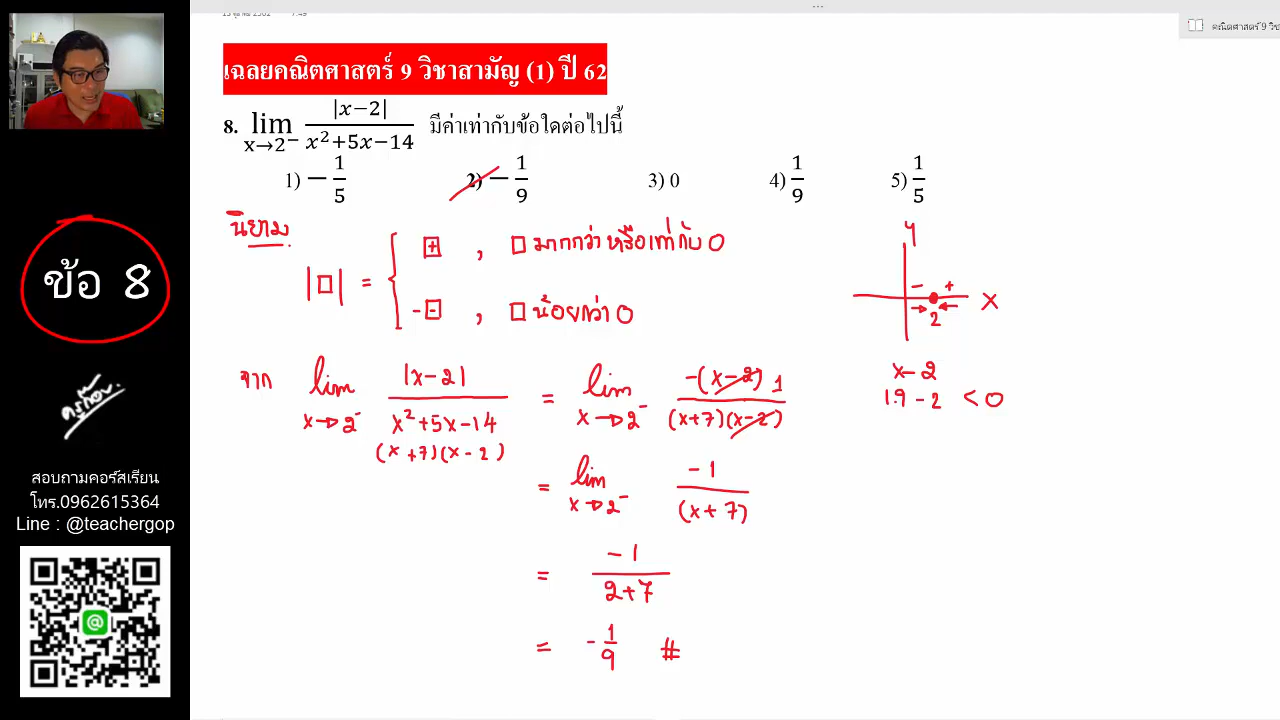 เฉลยคณิตศาสตร์ 9 วิชาสามัญ (1) ปี 62
8. lim x→2⁻ |x−2| / x²+5x−14 มีค่าเท่ากับข้อใดต่อไปนี้
1) −1/5 2) −1/9 3) 0 4) 1/9 5) 1/5
นิยาม
|□| = { + , □ มากกว่า หรือเท่ากับ 0
-□ , □ น้อยกว่า 0
y
- +
2
x
x-2
1.9 - 2 < 0
จาก lim x→2⁻ |x-2| / x²+5x-14 = lim x→2⁻ -(x-2) 1 / (x+7)(x-2)
(x+7)(x-2)
= lim x→2⁻ -1 / (x+7)
= -1 / 2+7
= -1/9 #
ข้อ 8
ครูก๊อบ.
สอบถามคอร์สเรียน
โทร.0962615364
Line : @teachergop